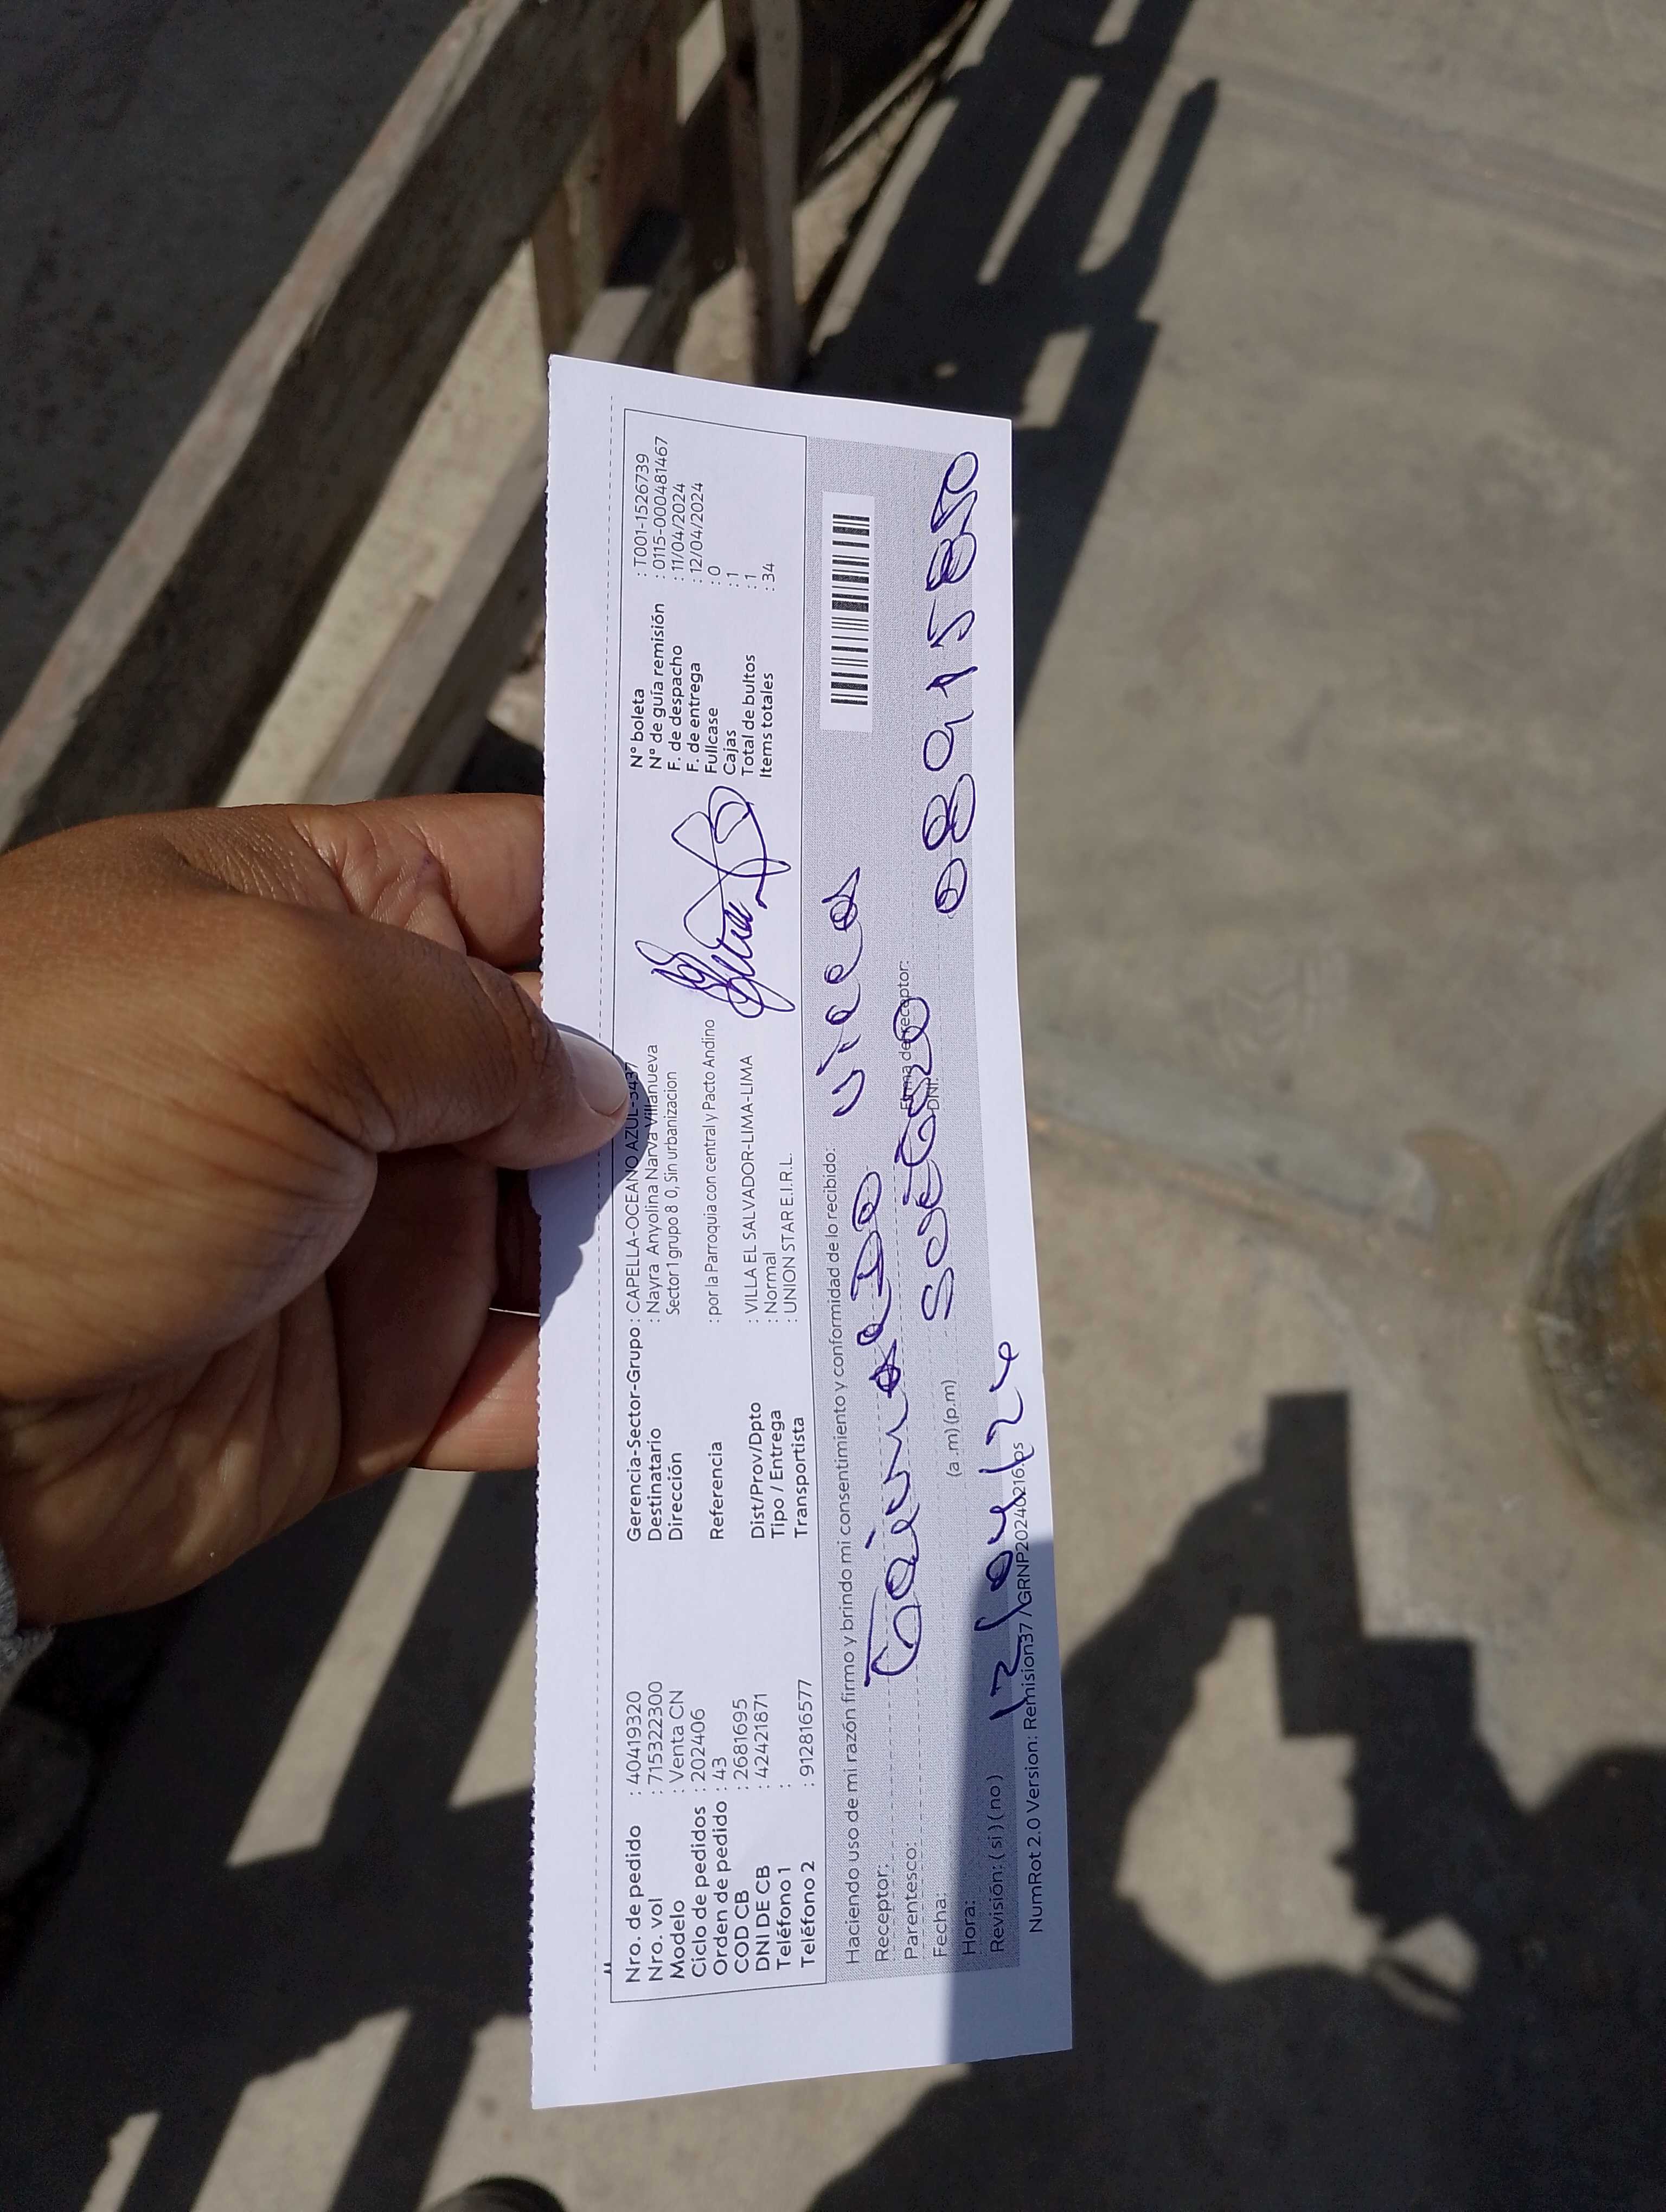 Nro. de pedido : 40419320
Nro. vol : 715322300
Modelo : Venta CN
Ciclo de pedidos : 202406
Orden de pedido : 43
COD CB : 2681695
DNI DE CB : 42421871
Teléfono 1 :
Teléfono 2 : 912816577
Gerencia-Sector-Grupo : CAPELLA-OCEANO AZUL-3437
Destinatario : Nayra Anyolina Narva Villanueva
Dirección Sector 1 grupo 8 0, Sin urbanizacion
Referencia : por la Parroquia con central y Pacto Andino
Dist/Prov/Dpto : VILLA EL SALVADOR-LIMA-LIMA
Tipo / Entrega : Normal
Transportista : UNION STAR E.I.R.L.
N° boleta : T001-1526739
N° de guía remisión : 0115-000481467
F. de despacho : 11/04/2024
F. de entrega : 12/04/2024
Fullcase : 0
Cajas : 1
Total de bultos : 1
Items totales : 34
Haciendo uso de mi razón firmo y brindo mi consentimiento y conformidad de lo recibido:
Receptor:
Parentesco:
Fecha:
Firma de receptor:
DNI:
08915850
Hora: (a .m) (p.m)
12/04/24
Revisión: ( si ) ( no )
NumRot 2.0 Version: Remision37 /GRNP20240216.ps